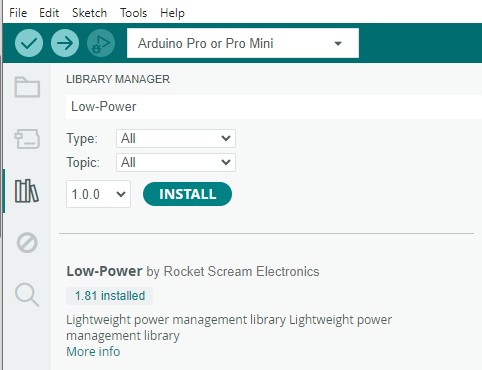 File Edit Sketch Tools Help
Arduino Pro or Pro Mini
LIBRARY MANAGER
Low-Power
Type: All
Topic: All
1.0.0 INSTALL
Low-Power by Rocket Scream Electronics
1.81 installed
Lightweight power management library Lightweight power
management library
More info